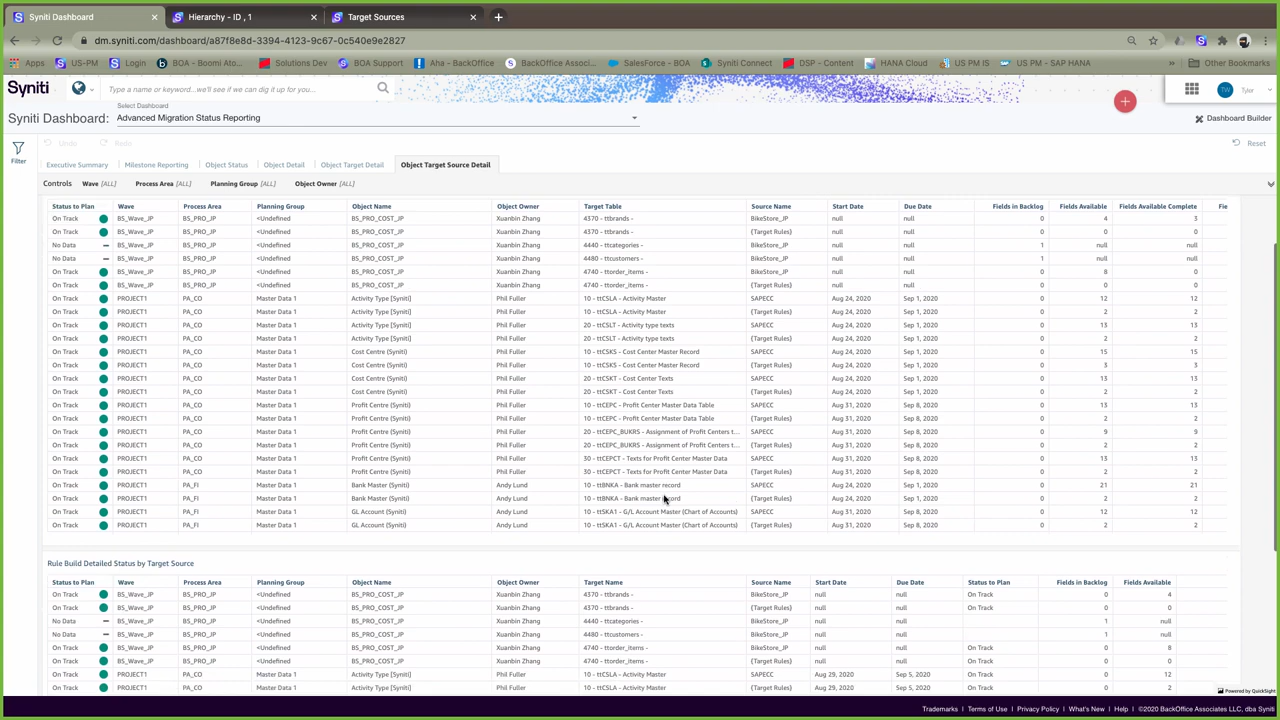 Syniti Dashboard Hierarchy - ID , 1 Target Sources
dm.syniti.com/dashboard/a87f8e8d-3394-4123-9c67-0c540e9e2827
Apps US-PM Login BOA - Boomi Ato... Solutions Dev BOA Support Aha - BackOffice BackOffice Associ... SalesForce - BOA Syniti Connect DSP - Content HANA Cloud US PM IS US PM - SAP HANA » Other Bookmarks
Syniti Type a name or keyword...we'll see if we can dig it up for you. TW Tyler
Select Dashboard
Syniti Dashboard: Advanced Migration Status Reporting Dashboard Builder
Filter Undo Redo Reset
Executive Summary Milestone Reporting Object Status Object Detail Object Target Detail Object Target Source Detail
Controls Wave [ALL] Process Area [ALL] Planning Group [ALL] Object Owner [ALL]
Status to Plan Wave Process Area Planning Group Object Name Object Owner Target Table Source Name Start Date Due Date Fields in Backlog Fields Available Fields Available Complete Fie
On Track BS_Wave_JP BS_PRO_JP <Undefined BS_PRO_COST_JP Xuanbin Zhang 4370 - ttbrands - BikeStore_JP null null 0 4 3
On Track BS_Wave_JP BS_PRO_JP <Undefined BS_PRO_COST_JP Xuanbin Zhang 4370 - ttbrands - {Target Rules} null null 0 0 0
No Data BS_Wave_JP BS_PRO_JP <Undefined BS_PRO_COST_JP Xuanbin Zhang 4440 - ttcategories - BikeStore_JP null null 1 null null
No Data BS_Wave_JP BS_PRO_JP <Undefined BS_PRO_COST_JP Xuanbin Zhang 4480 - ttcustomers - BikeStore_JP null null 1 null null
On Track BS_Wave_JP BS_PRO_JP <Undefined BS_PRO_COST_JP Xuanbin Zhang 4740 - ttorder_items - BikeStore_JP null null 0 8 0
On Track BS_Wave_JP BS_PRO_JP <Undefined BS_PRO_COST_JP Xuanbin Zhang 4740 - ttorder_items - {Target Rules} null null 0 0 0
On Track PROJECT1 PA_CO Master Data 1 Activity Type (Syniti) Phil Fuller 10 - ttCSLA - Activity Master SAPECC Aug 24, 2020 Sep 1, 2020 0 12 12
On Track PROJECT1 PA_CO Master Data 1 Activity Type (Syniti) Phil Fuller 10 - ttCSLA - Activity Master {Target Rules} Aug 24, 2020 Sep 1, 2020 0 2 2
On Track PROJECT1 PA_CO Master Data 1 Activity Type (Syniti) Phil Fuller 20 - ttCSLT - Activity type texts SAPECC Aug 24, 2020 Sep 1, 2020 0 13 13
On Track PROJECT1 PA_CO Master Data 1 Activity Type (Syniti) Phil Fuller 20 - ttCSLT - Activity type texts {Target Rules} Aug 24, 2020 Sep 1, 2020 0 2 2
On Track PROJECT1 PA_CO Master Data 1 Cost Centre (Syniti) Phil Fuller 10 - ttCSKS - Cost Center Master Record SAPECC Aug 24, 2020 Sep 1, 2020 0 15 15
On Track PROJECT1 PA_CO Master Data 1 Cost Centre (Syniti) Phil Fuller 10 - ttCSKS - Cost Center Master Record {Target Rules} Aug 24, 2020 Sep 1, 2020 0 3 3
On Track PROJECT1 PA_CO Master Data 1 Cost Centre (Syniti) Phil Fuller 20 - ttCSKT - Cost Center Texts SAPECC Aug 24, 2020 Sep 1, 2020 0 13 13
On Track PROJECT1 PA_CO Master Data 1 Cost Centre (Syniti) Phil Fuller 20 - ttCSKT - Cost Center Texts {Target Rules} Aug 24, 2020 Sep 1, 2020 0 2 2
On Track PROJECT1 PA_CO Master Data 1 Profit Centre (Syniti) Phil Fuller 10 - ttCEPC - Profit Center Master Data Table SAPECC Aug 31, 2020 Sep 8, 2020 0 13 13
On Track PROJECT1 PA_CO Master Data 1 Profit Centre (Syniti) Phil Fuller 10 - ttCEPC - Profit Center Master Data Table {Target Rules} Aug 31, 2020 Sep 8, 2020 0 2 2
On Track PROJECT1 PA_CO Master Data 1 Profit Centre (Syniti) Phil Fuller 20 - ttCEPC_BUKRS - Assignment of Profit Centers t... SAPECC Aug 31, 2020 Sep 8, 2020 0 9 9
On Track PROJECT1 PA_CO Master Data 1 Profit Centre (Syniti) Phil Fuller 20 - ttCEPC_BUKRS - Assignment of Profit Centers t... {Target Rules} Aug 31, 2020 Sep 8, 2020 0 2 2
On Track PROJECT1 PA_CO Master Data 1 Profit Centre (Syniti) Phil Fuller 30 - ttCEPCT - Texts for Profit Center Master Data SAPECC Aug 31, 2020 Sep 8, 2020 0 13 13
On Track PROJECT1 PA_CO Master Data 1 Profit Centre (Syniti) Phil Fuller 30 - ttCEPCT - Texts for Profit Center Master Data {Target Rules} Aug 31, 2020 Sep 8, 2020 0 2 2
On Track PROJECT1 PA_FI Master Data 1 Bank Master (Syniti) Andy Lund 10 - ttBNKA - Bank master record SAPECC Aug 24, 2020 Sep 1, 2020 0 21 21
On Track PROJECT1 PA_FI Master Data 1 Bank Master (Syniti) Andy Lund 10 - ttBNKA - Bank master record {Target Rules} Aug 24, 2020 Sep 1, 2020 0 2 2
On Track PROJECT1 PA_FI Master Data 1 GL Account (Syniti) Andy Lund 10 - ttSKA1 - G/L Account Master (Chart of Accounts) SAPECC Aug 31, 2020 Sep 8, 2020 0 12 12
On Track PROJECT1 PA_FI Master Data 1 GL Account (Syniti) Andy Lund 10 - ttSKA1 - G/L Account Master (Chart of Accounts) {Target Rules} Aug 31, 2020 Sep 8, 2020 0 2 2
Rule Build Detailed Status by Target Source
Status to Plan Wave Process Area Planning Group Object Name Object Owner Target Name Source Name Start Date Due Date Status to Plan Fields in Backlog Fields Available
On Track BS_Wave_JP BS_PRO_JP <Undefined BS_PRO_COST_JP Xuanbin Zhang 4370 - ttbrands - BikeStore_JP null null On Track 0 4
On Track BS_Wave_JP BS_PRO_JP <Undefined BS_PRO_COST_JP Xuanbin Zhang 4370 - ttbrands - {Target Rules} null null On Track 0 0
No Data BS_Wave_JP BS_PRO_JP <Undefined BS_PRO_COST_JP Xuanbin Zhang 4440 - ttcategories - BikeStore_JP null null 1 null
No Data BS_Wave_JP BS_PRO_JP <Undefined BS_PRO_COST_JP Xuanbin Zhang 4480 - ttcustomers - BikeStore_JP null null 1 null
On Track BS_Wave_JP BS_PRO_JP <Undefined BS_PRO_COST_JP Xuanbin Zhang 4740 - ttorder_items - BikeStore_JP null null On Track 0 8
On Track BS_Wave_JP BS_PRO_JP <Undefined BS_PRO_COST_JP Xuanbin Zhang 4740 - ttorder_items - {Target Rules} null null On Track 0 0
On Track PROJECT1 PA_CO Master Data 1 Activity Type (Syniti) Phil Fuller 10 - ttCSLA - Activity Master SAPECC Aug 29, 2020 Sep 5, 2020 On Track 0 12
On Track PROJECT1 PA_CO Master Data 1 Activity Type (Syniti) Phil Fuller 10 - ttCSLA - Activity Master {Target Rules} Aug 29, 2020 Sep 5, 2020 On Track 0 2
Powered by QuickSight
Trademarks | Terms of Use | Privacy Policy | What's New | Help | ©2020 BackOffice Associates LLC, dba Syniti